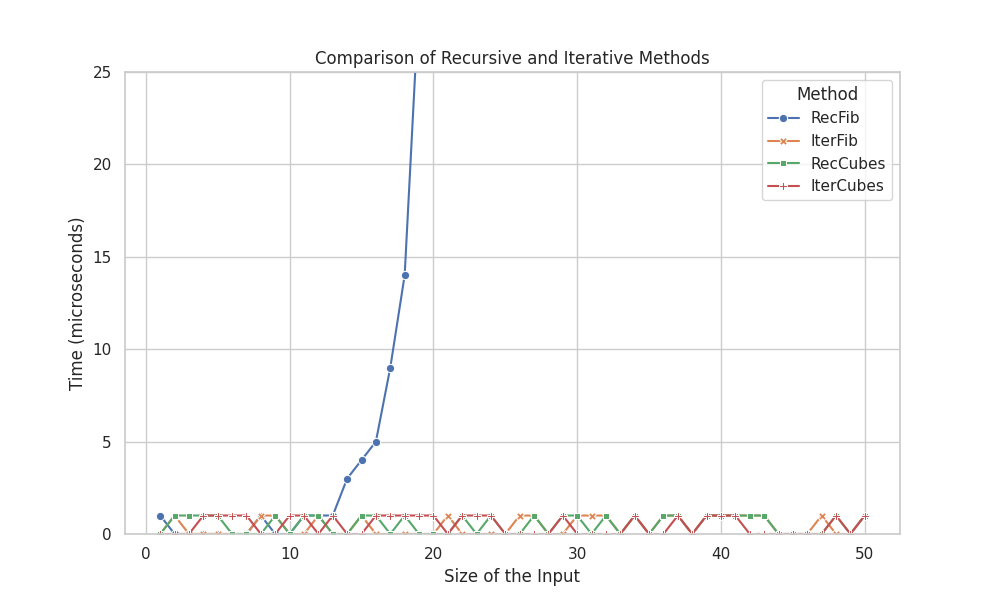 Comparison of Recursive and Iterative Methods
Time (microseconds)
25
20
15
10
5
0
Method
RecFib
IterFib
RecCubes
IterCubes
0 10 20 30 40 50
Size of the Input